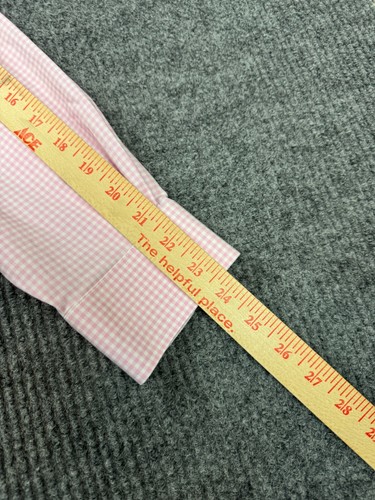 16 17 18 19 20 21 22 23 24 25 26 27 28
ACE
The helpful place.